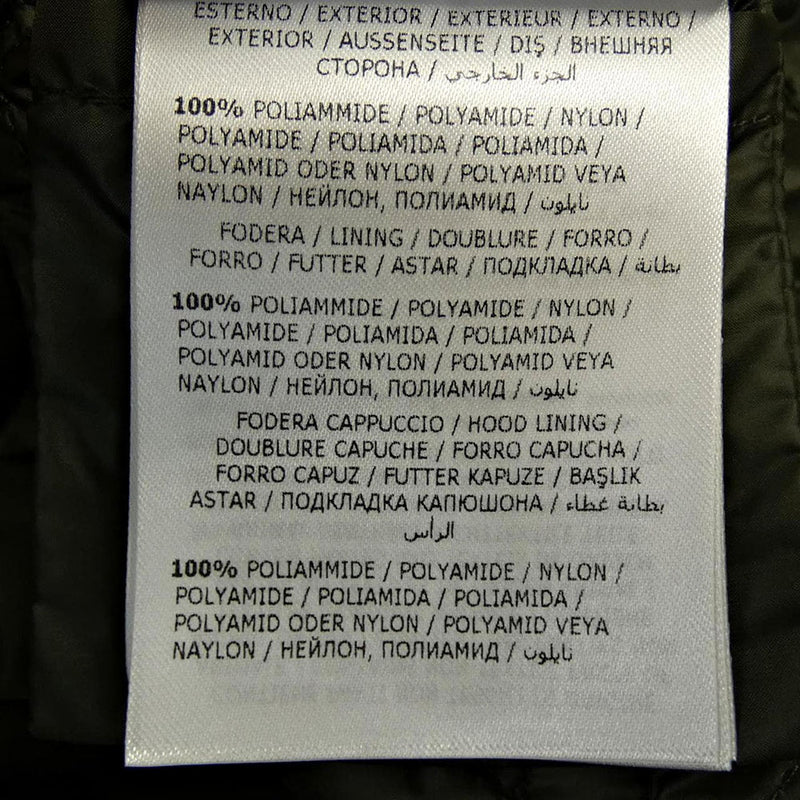 ESTERNO / EXTERIOR / EXTERIEUR / EXTERNO /
EXTERIOR / AUSSENSEITE / DIŞ / ВНЕШНЯЯ
СТОРОНА / الجزء الخارجي
100% POLIAMMIDE / POLYAMIDE / NYLON /
POLYAMIDE / POLIAMIDA / POLIAMIDA /
POLYAMID ODER NYLON / POLYAMID VEYA
NAYLON / НЕЙЛОН, ПОЛИАМИД / نايلون
FODERA / LINING / DOUBLURE / FORRO /
FORRO / FUTTER / ASTAR / ПОДКЛАДКА / بطانة
100% POLIAMMIDE / POLYAMIDE / NYLON /
POLYAMIDE / POLIAMIDA / POLIAMIDA /
POLYAMID ODER NYLON / POLYAMID VEYA
NAYLON / НЕЙЛОН, ПОЛИАМИД / نايلون
FODERA CAPPUCCIO / HOOD LINING /
DOUBLURE CAPUCHE / FORRO CAPUCHA /
FORRO CAPUZ / FUTTER KAPUZE / BAŞLIK
ASTAR / ПОДКЛАДКА КАПЮШОНА / بطانة غطاء
الرأس
100% POLIAMMIDE / POLYAMIDE / NYLON /
POLYAMIDE / POLIAMIDA / POLIAMIDA /
POLYAMID ODER NYLON / POLYAMID VEYA
NAYLON / НЕЙЛОН, ПОЛИАМИД / نايلون